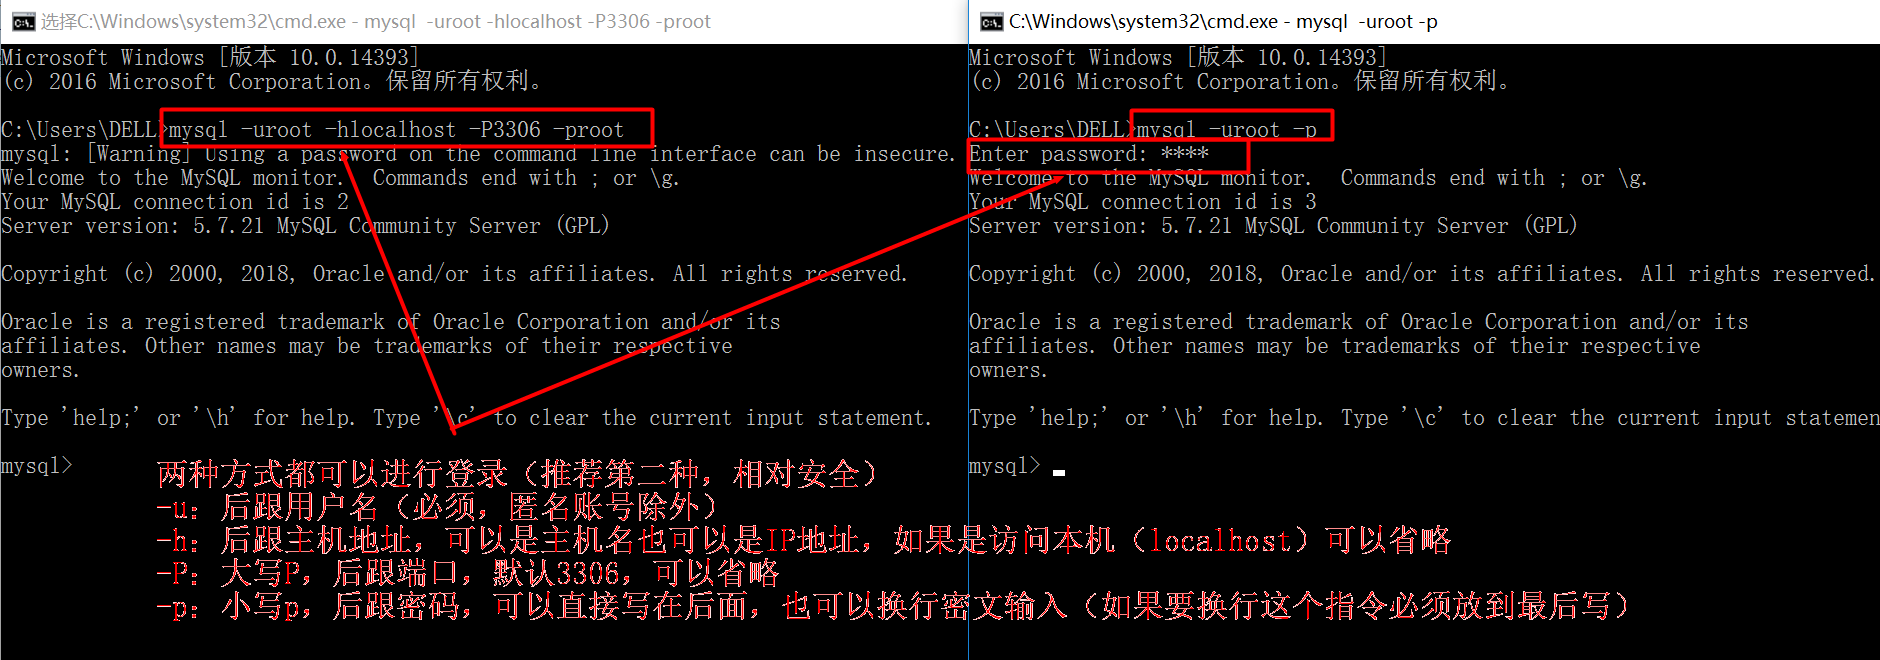 选择C:\Windows\system32\cmd.exe - mysql  -uroot -hlocalhost -P3306 -proot
Microsoft Windows [版本 10.0.14393]
(c) 2016 Microsoft Corporation。保留所有权利。
C:\Users\DELL>mysql -uroot -hlocalhost -P3306 -proot
mysql: [Warning] Using a password on the command line interface can be insecure.
Welcome to the MySQL monitor.  Commands end with ; or \g.
Your MySQL connection id is 2
Server version: 5.7.21 MySQL Community Server (GPL)
Copyright (c) 2000, 2018, Oracle and/or its affiliates. All rights reserved.
Oracle is a registered trademark of Oracle Corporation and/or its
affiliates. Other names may be trademarks of their respective
owners.
Type 'help;' or '\h' for help. Type '\c' to clear the current input statement.
mysql>
C:\Windows\system32\cmd.exe - mysql  -uroot -p
Microsoft Windows [版本 10.0.14393]
(c) 2016 Microsoft Corporation。保留所有权利。
C:\Users\DELL>mysql -uroot -p
Enter password: ****
Welcome to the MySQL monitor.  Commands end with ; or \g.
Your MySQL connection id is 3
Server version: 5.7.21 MySQL Community Server (GPL)
Copyright (c) 2000, 2018, Oracle and/or its affiliates. All rights reserved.
Oracle is a registered trademark of Oracle Corporation and/or its
affiliates. Other names may be trademarks of their respective
owners.
Type 'help;' or '\h' for help. Type '\c' to clear the current input statemen
mysql>
两种方式都可以进行登录（推荐第二种，相对安全）
-u：后跟用户名（必须，匿名账号除外）
-h：后跟主机地址，可以是主机名也可以是IP地址，如果是访问本机（localhost）可以省略
-P：大写P，后跟端口，默认3306，可以省略
-p：小写p，后跟密码，可以直接写在后面，也可以换行密文输入（如果要换行这个指令必须放到最后写）